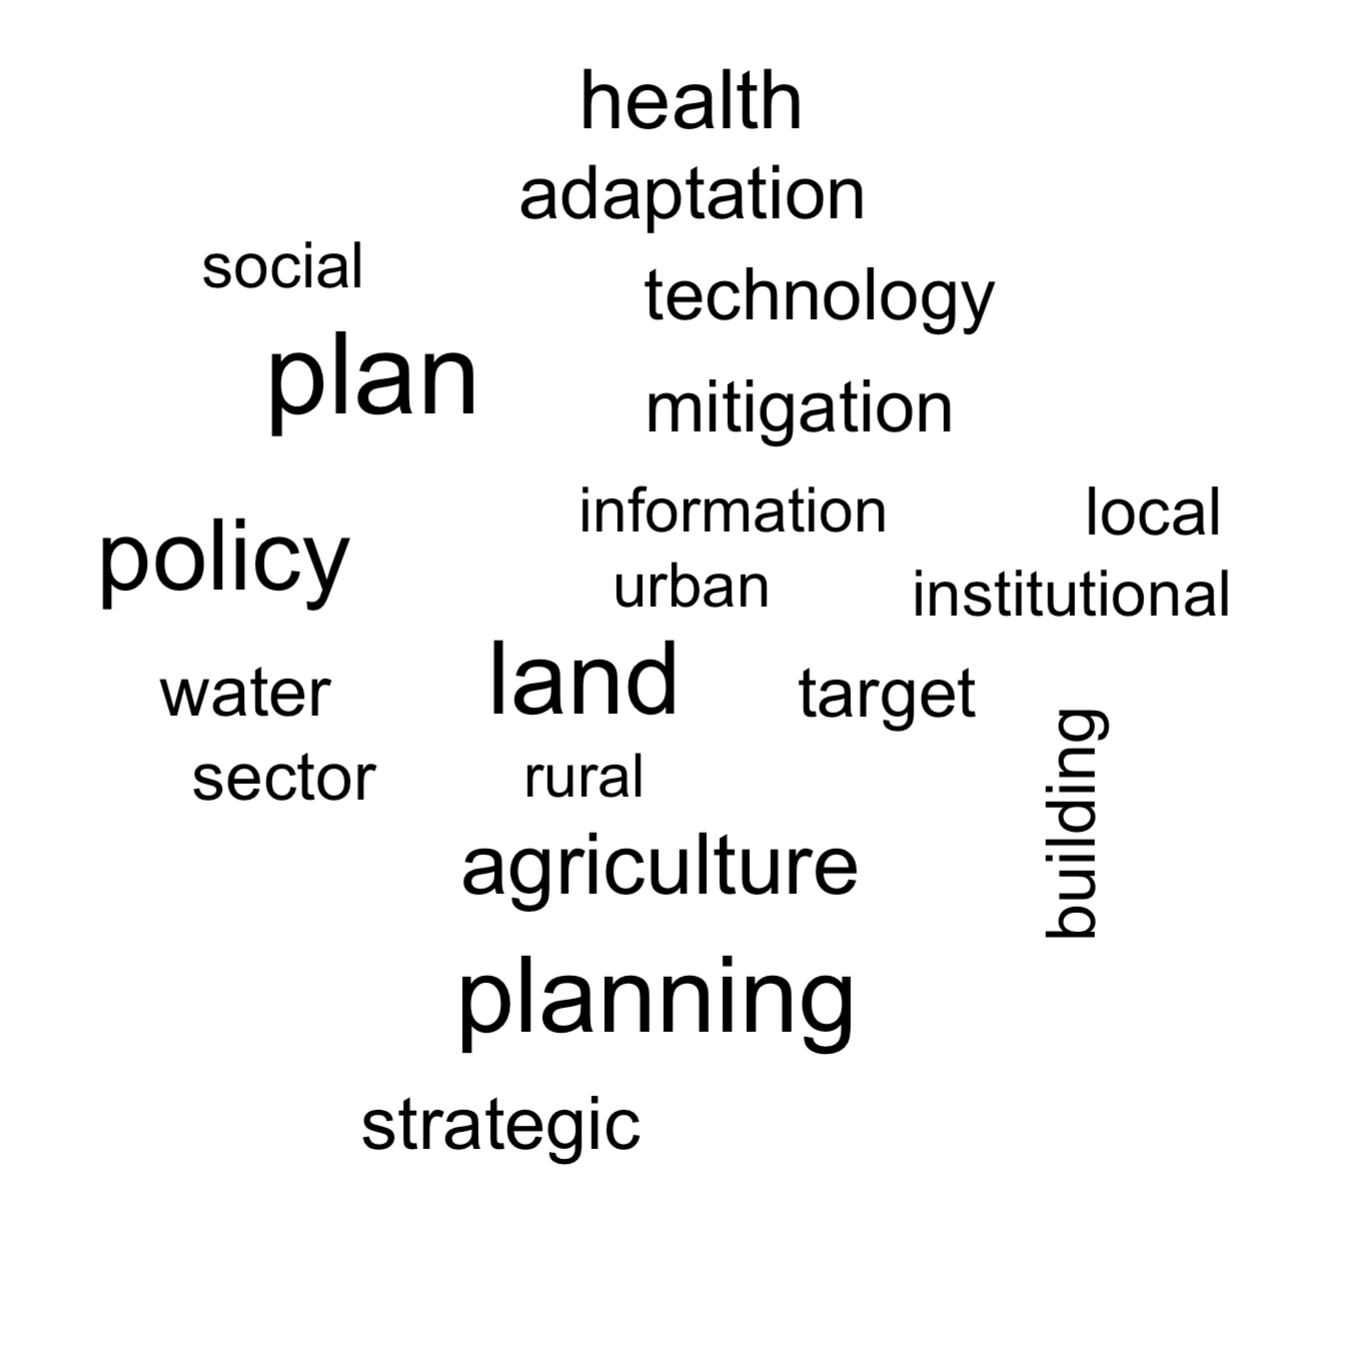 health
adaptation
social
technology
plan
mitigation
information
local
policy
urban
institutional
land
water
target
building
sector
rural
agriculture
planning
strategic